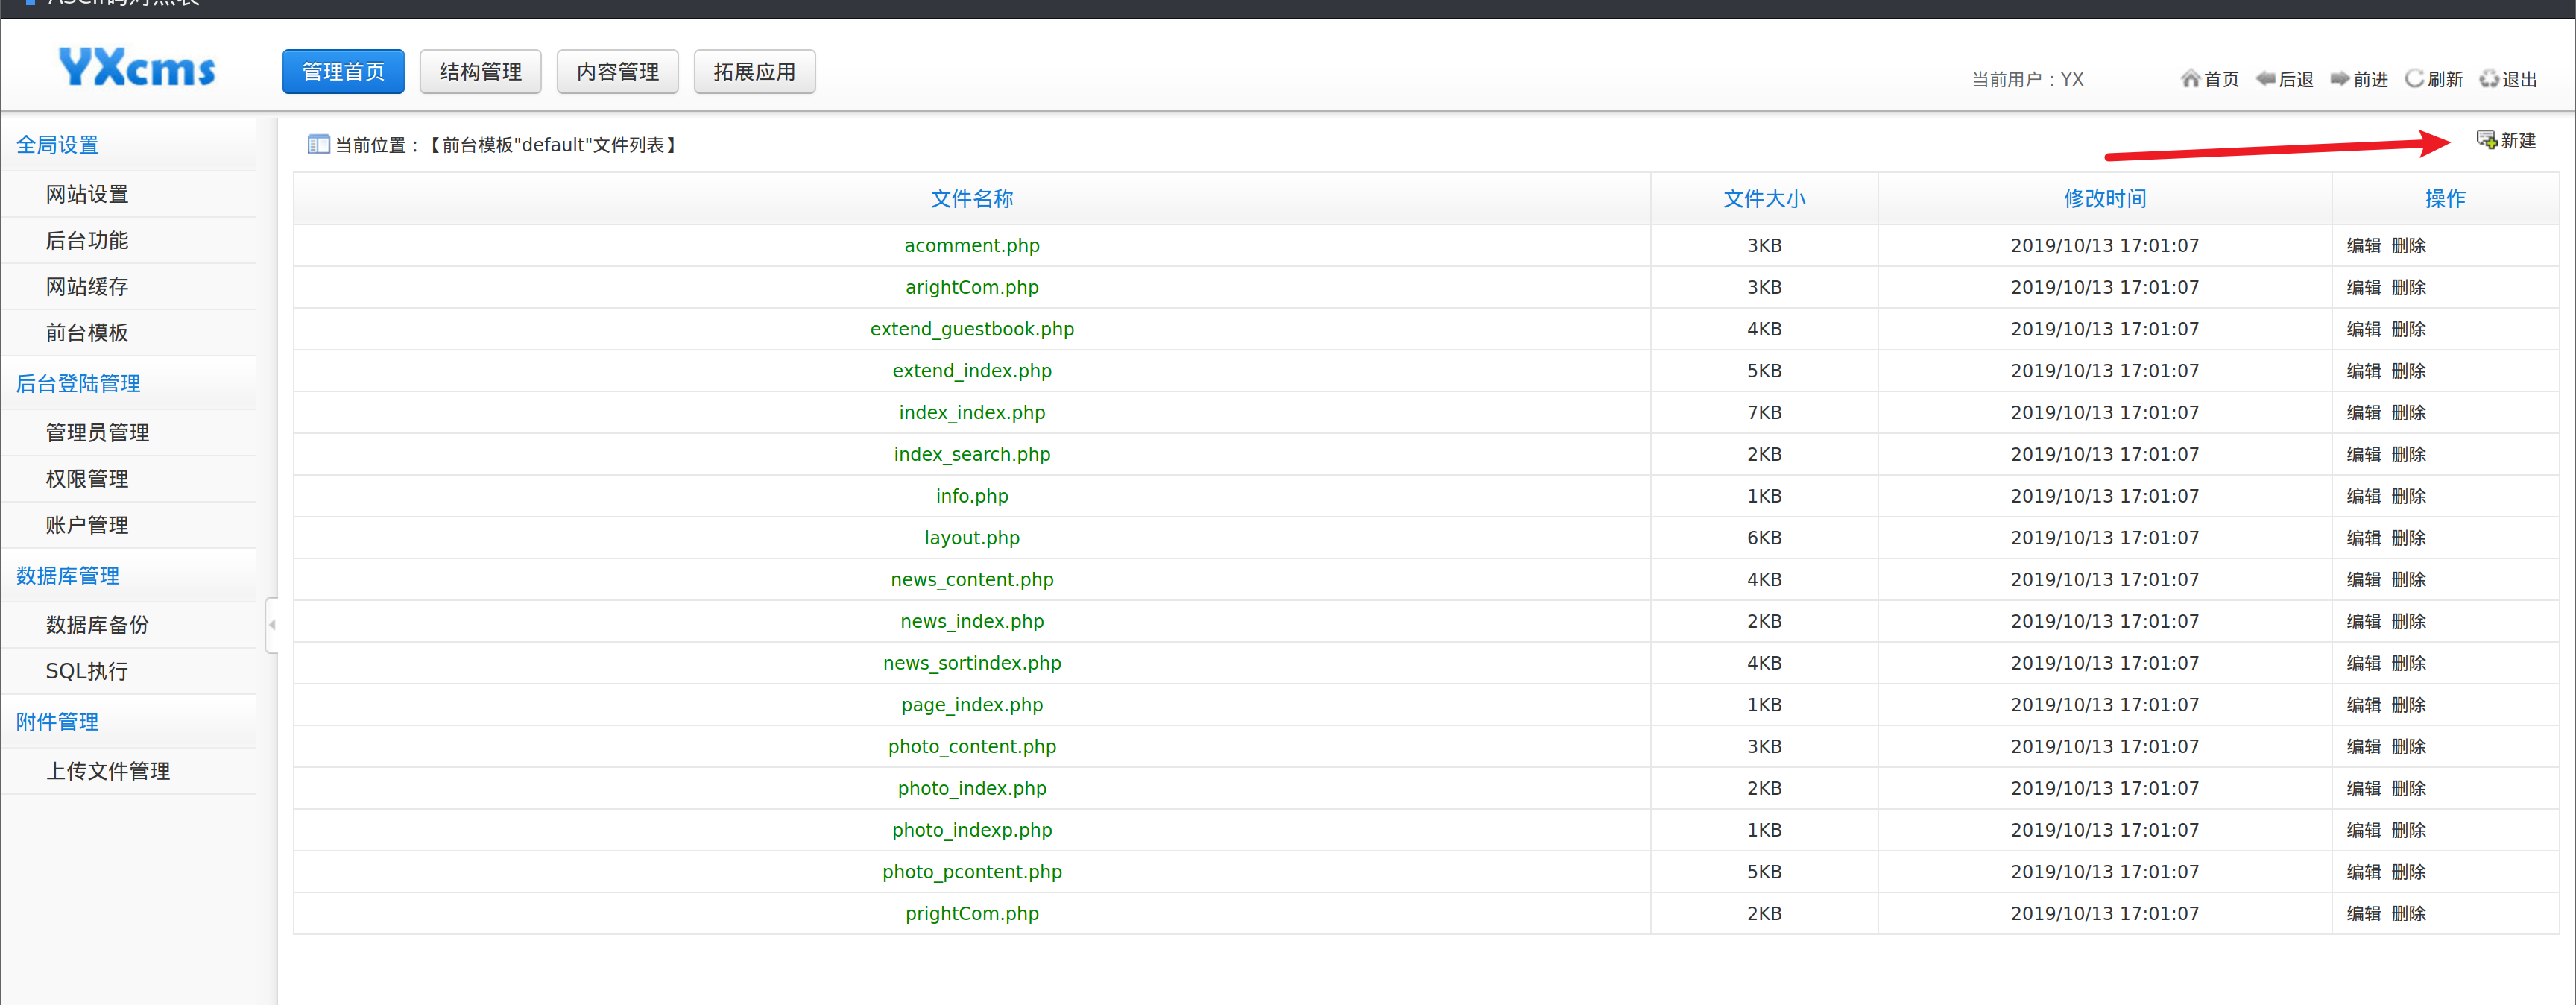 YXcms
管理首页 结构管理 内容管理 拓展应用
当前用户：YX 首页 后退 前进 刷新 退出
全局设置
网站设置
后台功能
网站缓存
前台模板
后台登陆管理
管理员管理
权限管理
账户管理
数据库管理
数据库备份
SQL执行
附件管理
上传文件管理
当前位置：【前台模板"default"文件列表】 新建
文件名称 文件大小 修改时间 操作
acomment.php 3KB 2019/10/13 17:01:07 编辑 删除
arightCom.php 3KB 2019/10/13 17:01:07 编辑 删除
extend_guestbook.php 4KB 2019/10/13 17:01:07 编辑 删除
extend_index.php 5KB 2019/10/13 17:01:07 编辑 删除
index_index.php 7KB 2019/10/13 17:01:07 编辑 删除
index_search.php 2KB 2019/10/13 17:01:07 编辑 删除
info.php 1KB 2019/10/13 17:01:07 编辑 删除
layout.php 6KB 2019/10/13 17:01:07 编辑 删除
news_content.php 4KB 2019/10/13 17:01:07 编辑 删除
news_index.php 2KB 2019/10/13 17:01:07 编辑 删除
news_sortindex.php 4KB 2019/10/13 17:01:07 编辑 删除
page_index.php 1KB 2019/10/13 17:01:07 编辑 删除
photo_content.php 3KB 2019/10/13 17:01:07 编辑 删除
photo_index.php 2KB 2019/10/13 17:01:07 编辑 删除
photo_indexp.php 1KB 2019/10/13 17:01:07 编辑 删除
photo_pcontent.php 5KB 2019/10/13 17:01:07 编辑 删除
prightCom.php 2KB 2019/10/13 17:01:07 编辑 删除